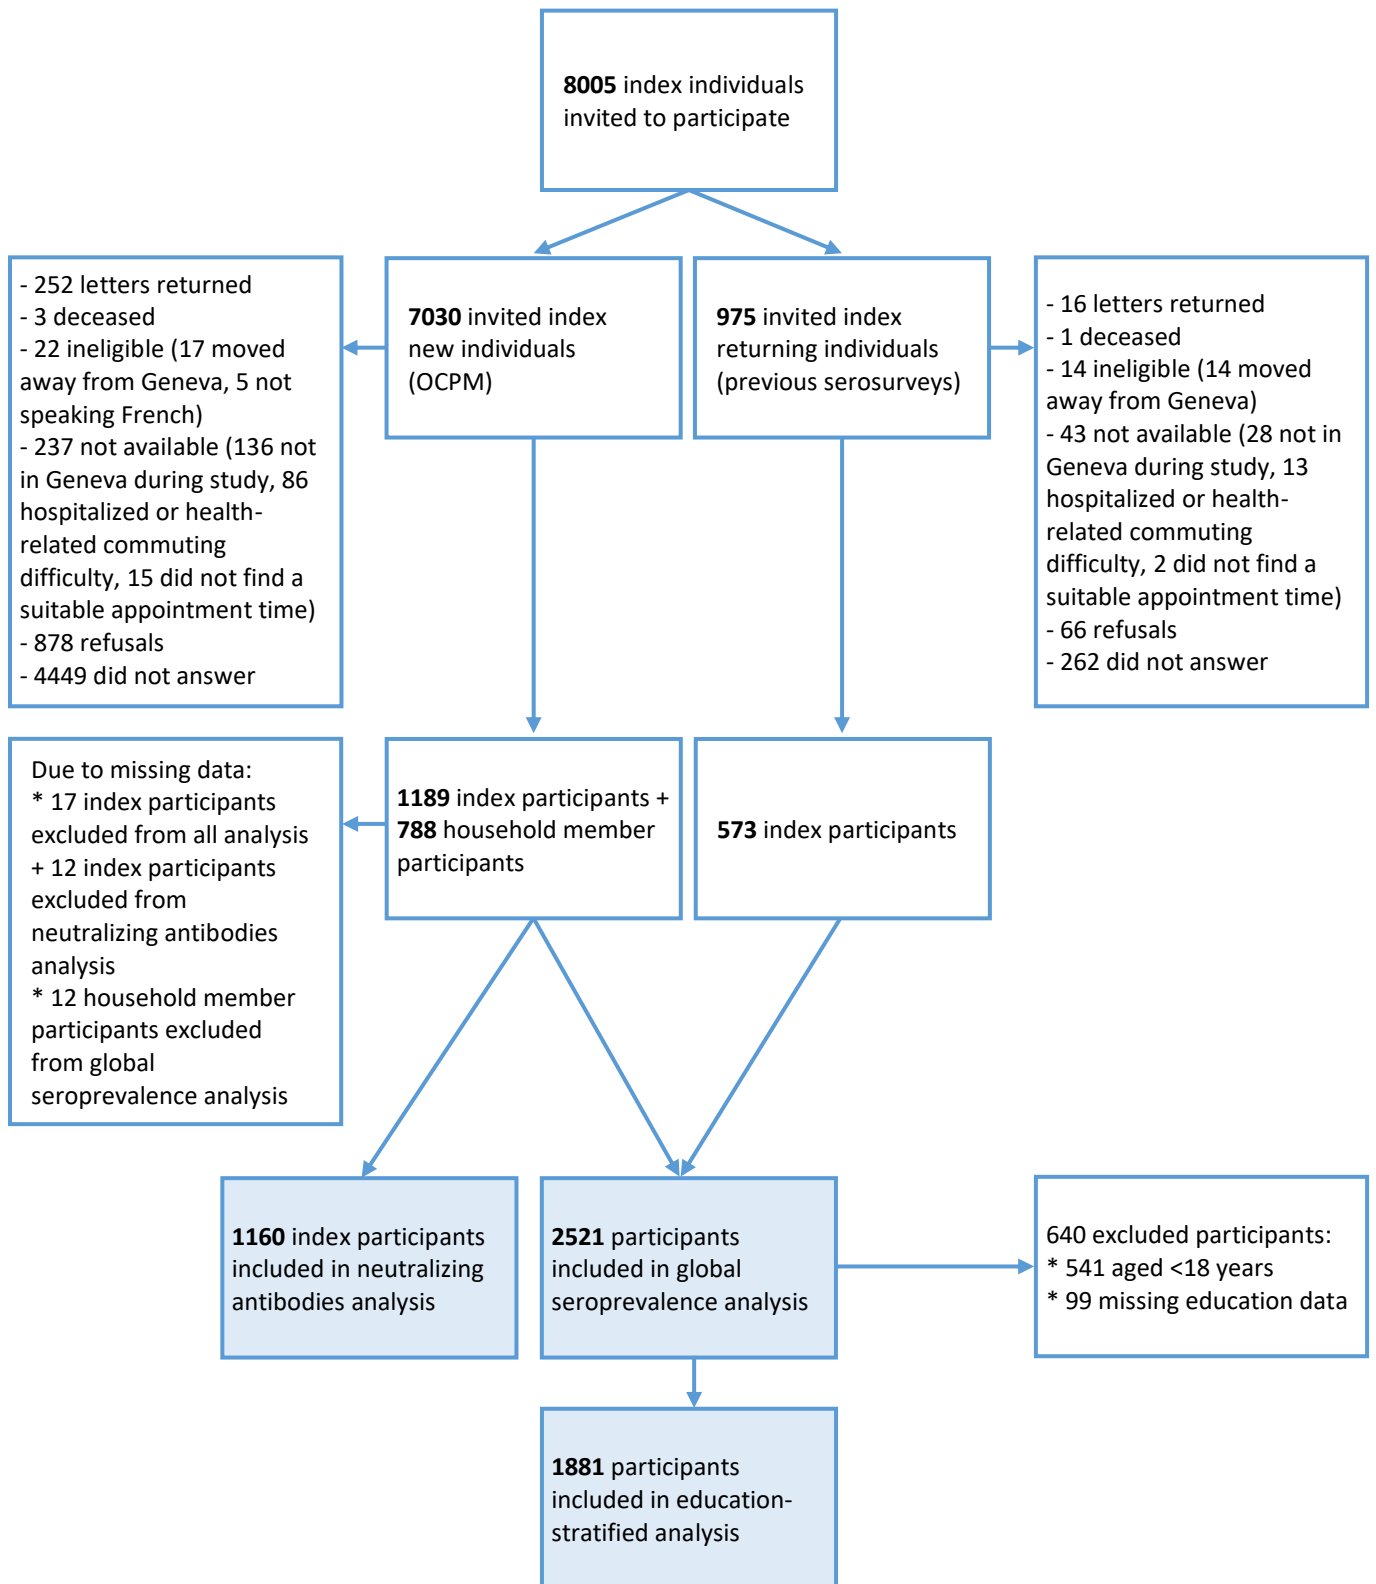 8005 index individuals
invited to participate
- 252 letters returned
- 3 deceased
- 22 ineligible (17 moved
away from Geneva, 5 not
speaking French)
- 237 not available (136 not
in Geneva during study, 86
hospitalized or health-
related commuting
difficulty, 15 did not find a
suitable appointment time)
- 878 refusals
- 4449 did not answer
7030 invited index
new individuals
(OCPM)
975 invited index
returning individuals
(previous serosurveys)
- 16 letters returned
- 1 deceased
- 14 ineligible (14 moved
away from Geneva)
- 43 not available (28 not in
Geneva during study, 13
hospitalized or health-
related commuting
difficulty, 2 did not find a
suitable appointment time)
- 66 refusals
- 262 did not answer
Due to missing data:
* 17 index participants
excluded from all analysis
+ 12 index participants
excluded from
neutralizing antibodies
analysis
* 12 household member
participants excluded
from global
seroprevalence analysis
1189 index participants +
788 household member
participants
573 index participants
1160 index participants
included in neutralizing
antibodies analysis
2521 participants
included in global
seroprevalence analysis
640 excluded participants:
* 541 aged <18 years
* 99 missing education data
1881 participants
included in education-
stratified analysis